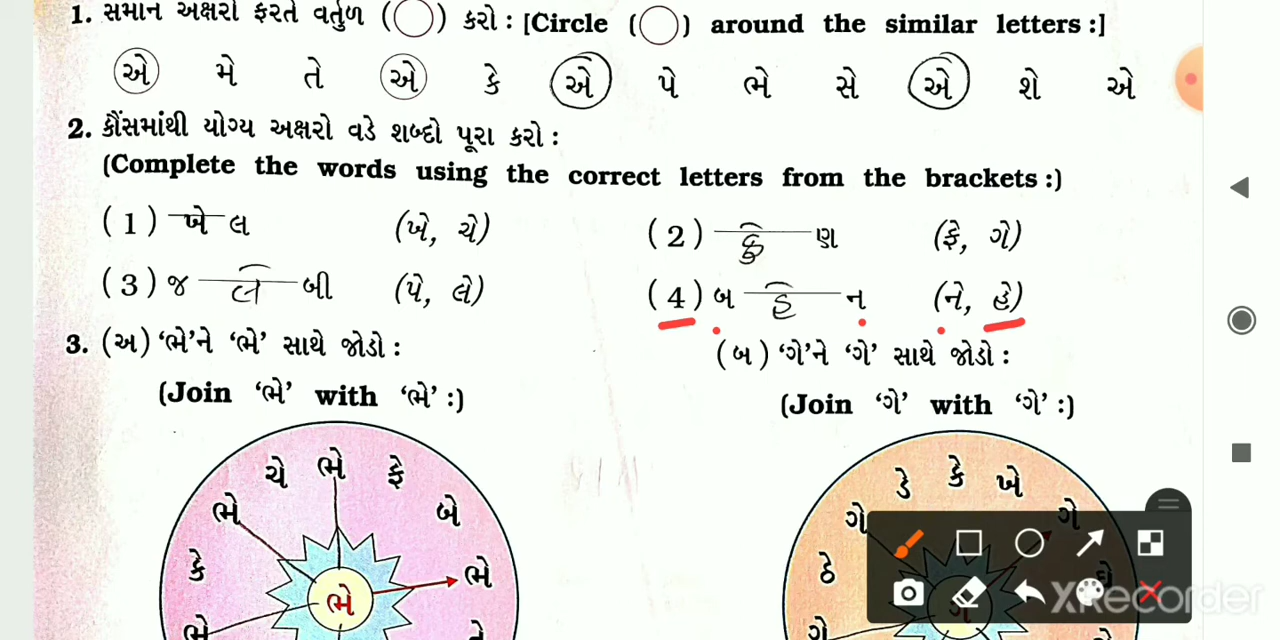 1. સમાન અક્ષરો ફરતે વર્તુળ (◯) કરો : [Circle (◯) around the similar letters :]
એ મે તે એ કે એ પે ભે સે એ શે એ
2. કૌંસમાંથી યોગ્ય અક્ષરો વડે શબ્દો પૂરા કરો :
(Complete the words using the correct letters from the brackets :)
(1) ખે લ (ખે, ચે) (2) ફે ણ (ફે, ગે)
(3) જ લે બી (પે, લે) (4) બ હે ન (ને, હે)
3. (અ) ‘ભે’ને ‘ભે’ સાથે જોડો : (બ) ‘ગે’ને ‘ગે’ સાથે જોડો :
(Join ‘ભે’ with ‘ભે’ :) (Join ‘ગે’ with ‘ગે’ :)
ચે ભે ફે ડે કે ખે
ભે બે ગે ગે
કે ભે ઠે
ભે
ભે ગે
XRecorder